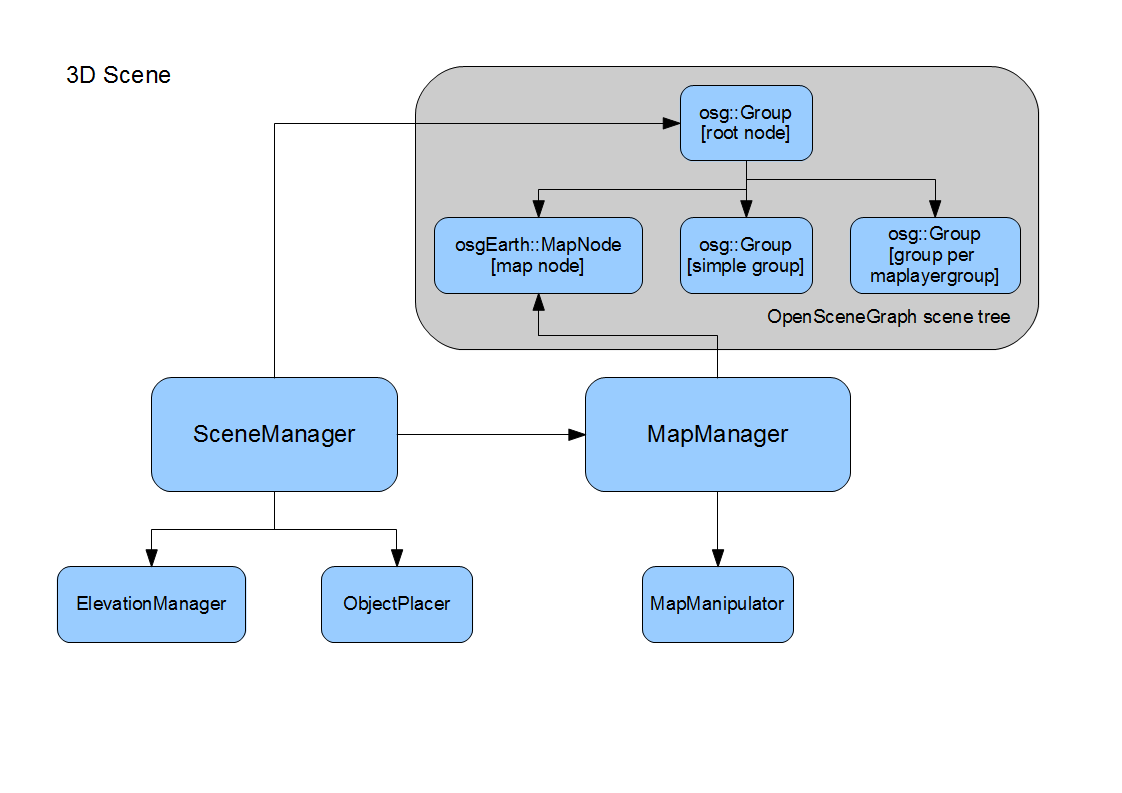 3D Scene
osg::Group
[root node]
osgEarth::MapNode
[map node]
osg::Group
[simple group]
osg::Group
[group per
maplayergroup]
OpenSceneGraph scene tree
SceneManager
MapManager
ElevationManager
ObjectPlacer
MapManipulator